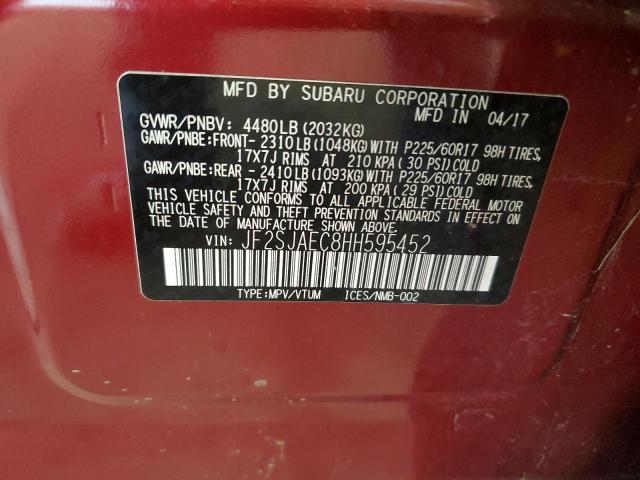 MFD BY SUBARU CORPORATION
MFD IN 04/17
GVWR/PNBV: 4480LB(2032KG)
GAWR/PNBE:FRONT- 2310LB(1048KG)WITH P225/60R17 98H TIRES,
17X7J RIMS AT 210 KPA(30 PSI)COLD
GAWR/PNBE:REAR - 2410LB(1093KG)WITH P225/60R17 98H TIRES,
17X7J RIMS AT 200 KPA(29 PSI)COLD
THIS VEHICLE CONFORMS TO ALL APPLICABLE FEDERAL MOTOR
VEHICLE SAFETY AND THEFT PREVENTION STANDARDS IN EFFECT ON
THE DATE OF MANUFACTURE SHOWN ABOVE.
VIN: JF2SJAEC8HH595452
TYPE:MPV/VTUM ICES/NMB-002